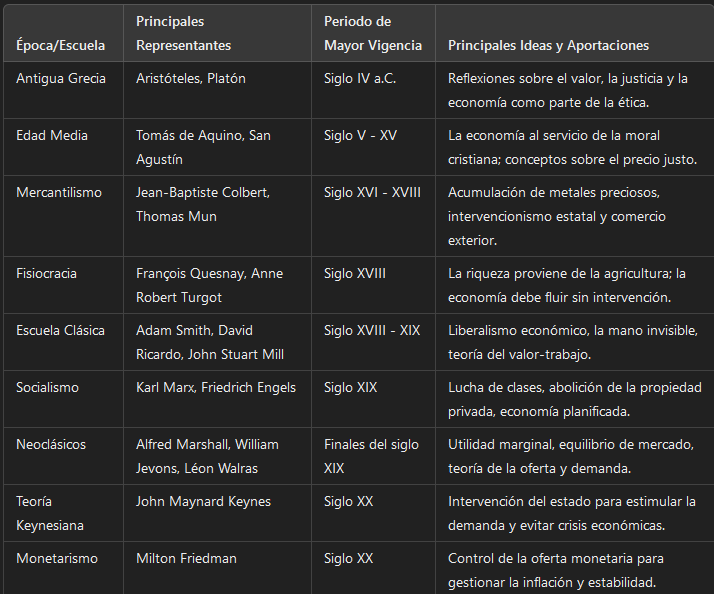 Época/Escuela
Principales
Representantes
Periodo de
Mayor Vigencia
Principales Ideas y Aportaciones
Antigua Grecia
Aristóteles, Platón
Siglo IV a.C.
Reflexiones sobre el valor, la justicia y la
economía como parte de la ética.
Edad Media
Tomás de Aquino, San
Agustín
Siglo V - XV
La economía al servicio de la moral
cristiana; conceptos sobre el precio justo.
Mercantilismo
Jean-Baptiste Colbert,
Thomas Mun
Siglo XVI - XVIII
Acumulación de metales preciosos,
intervencionismo estatal y comercio
exterior.
Fisiocracia
François Quesnay, Anne
Robert Turgot
Siglo XVIII
La riqueza proviene de la agricultura; la
economía debe fluir sin intervención.
Escuela Clásica
Adam Smith, David
Ricardo, John Stuart Mill
Siglo XVIII - XIX
Liberalismo económico, la mano invisible,
teoría del valor-trabajo.
Socialismo
Karl Marx, Friedrich Engels
Siglo XIX
Lucha de clases, abolición de la propiedad
privada, economía planificada.
Neoclásicos
Alfred Marshall, William
Jevons, Léon Walras
Finales del siglo
XIX
Utilidad marginal, equilibrio de mercado,
teoría de la oferta y demanda.
Teoría
Keynesiana
John Maynard Keynes
Siglo XX
Intervención del estado para estimular la
demanda y evitar crisis económicas.
Monetarismo
Milton Friedman
Siglo XX
Control de la oferta monetaria para
gestionar la inflación y estabilidad.